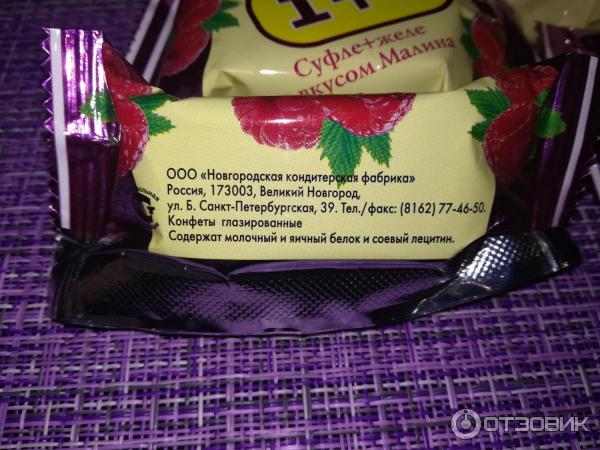 1+
Суфле+желе
вкусом Малина
ООО «Новгородская кондитерская фабрика»
Россия, 173003, Великий Новгород,
ул. Б. Санкт-Петербургская, 39. Тел./факс: (8162) 77-46-50.
Конфеты глазированные
Содержат молочный и яичный белок и соевый лецитин.
ОТЗОВИК